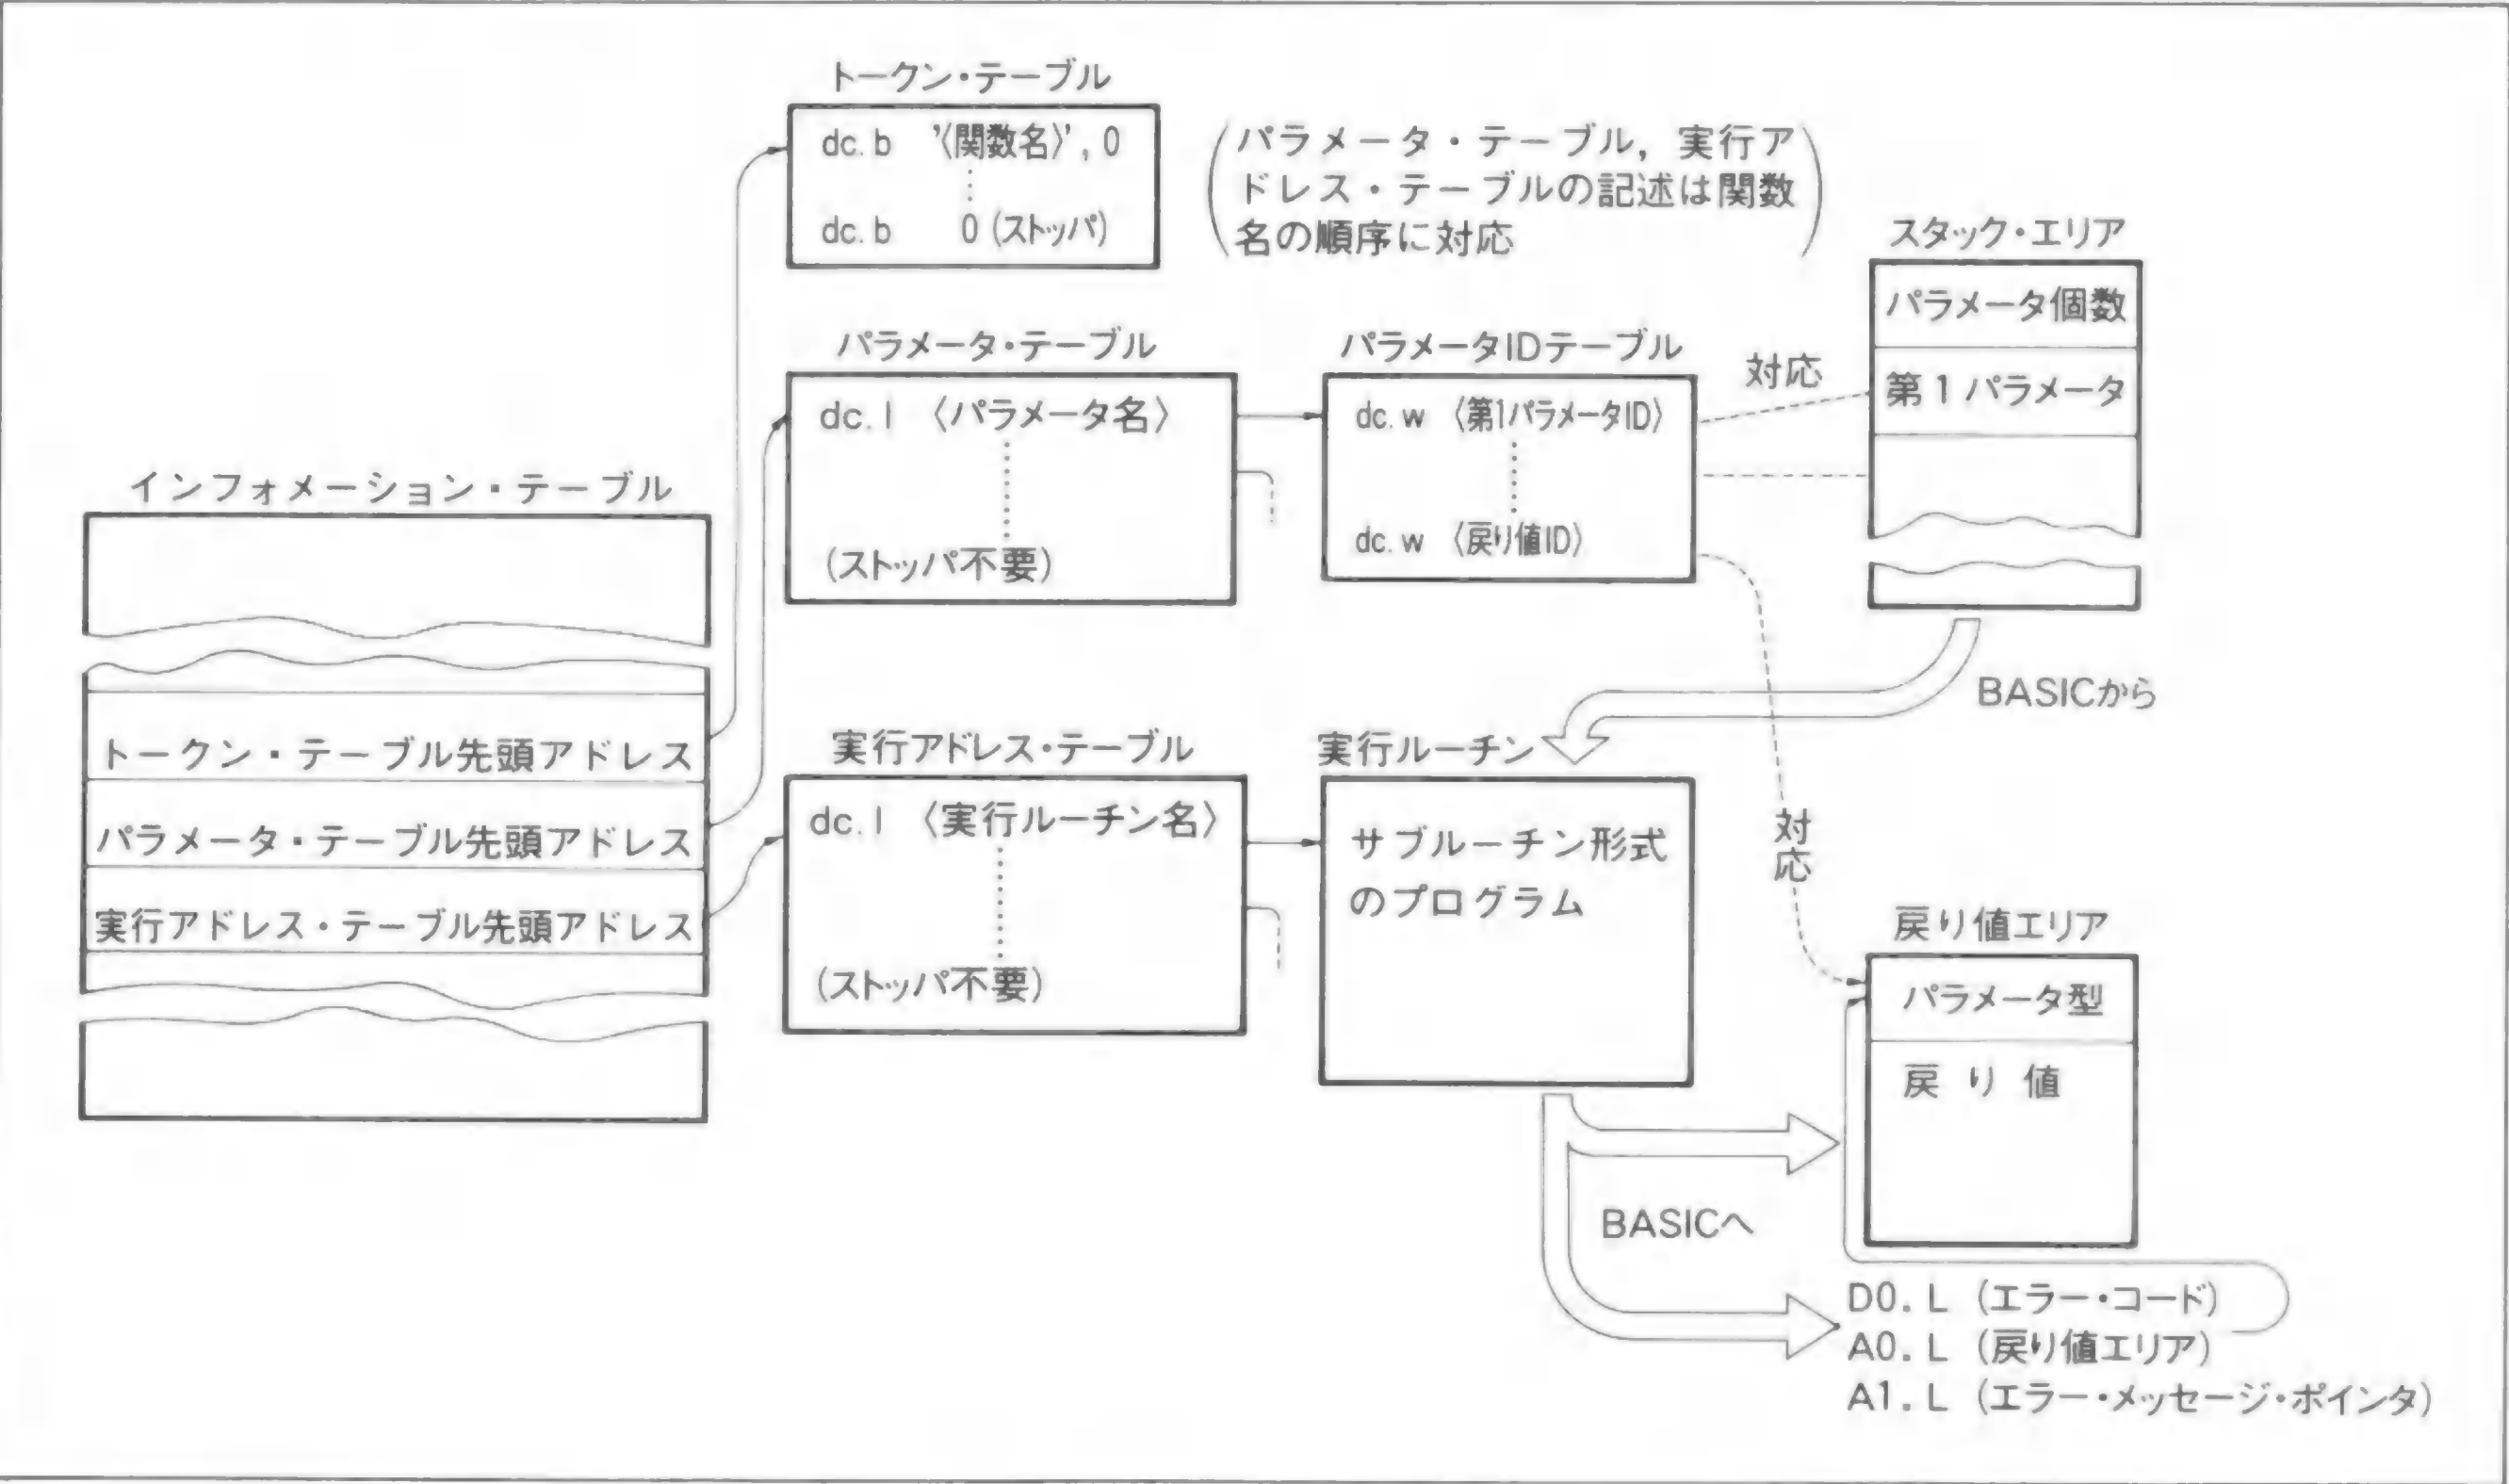 トークン・テーブル
dc.b '〈関数名〉', 0
dc.b 0 (ストッパ)
パラメータ・テーブル, 実行ア
ドレス・テーブルの記述は関数
名の順序に対応
スタック・エリア
パラメータ個数
第1パラメータ
パラメータ・テーブル
dc.l 〈パラメータ名〉
(ストッパ不要)
パラメータIDテーブル
dc.w 〈第1パラメータID〉
dc.w 〈戻り値ID〉
対応
インフォメーション・テーブル
トークン・テーブル先頭アドレス
パラメータ・テーブル先頭アドレス
実行アドレス・テーブル先頭アドレス
BASICから
実行アドレス・テーブル
dc.l 〈実行ルーチン名〉
(ストッパ不要)
実行ルーチン
サブルーチン形式
のプログラム
対応
戻り値エリア
パラメータ型
戻り値
BASICへ
D0.L (エラー・コード)
A0.L (戻り値エリア)
A1.L (エラー・メッセージ・ポインタ)